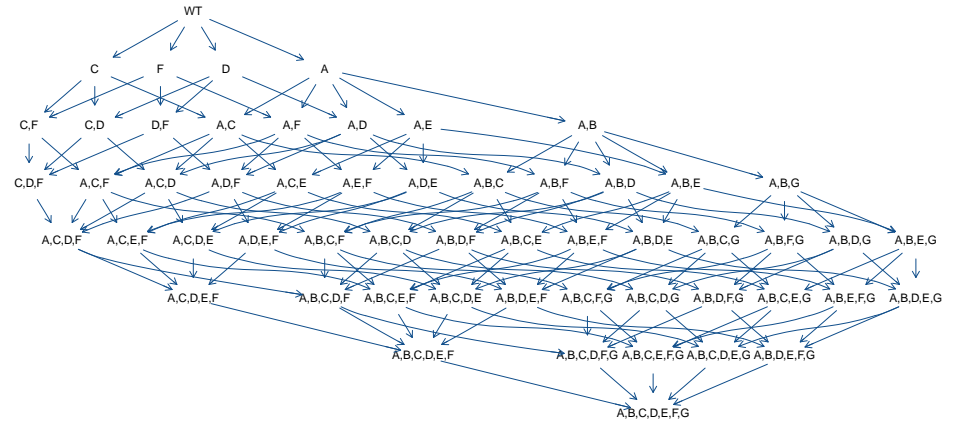 WT
C F D A
C,F C,D D,F A,C A,F A,D A,E A,B
C,D,F A,C,F A,C,D A,D,F A,C,E A,E,F A,D,E A,B,C A,B,F A,B,D A,B,E A,B,G
A,C,D,F A,C,E,F A,C,D,E A,D,E,F A,B,C,F A,B,C,D A,B,D,F A,B,C,E A,B,E,F A,B,D,E A,B,C,G A,B,F,G A,B,D,G A,B,E,G
A,C,D,E,F A,B,C,D,F A,B,C,E,F A,B,C,D,E A,B,D,E,F A,B,C,F,G A,B,C,D,G A,B,D,F,G A,B,C,E,G A,B,E,F,G A,B,D,E,G
A,B,C,D,E,F A,B,C,D,F,G A,B,C,E,F,G A,B,C,D,E,G A,B,D,E,F,G
A,B,C,D,E,F,G